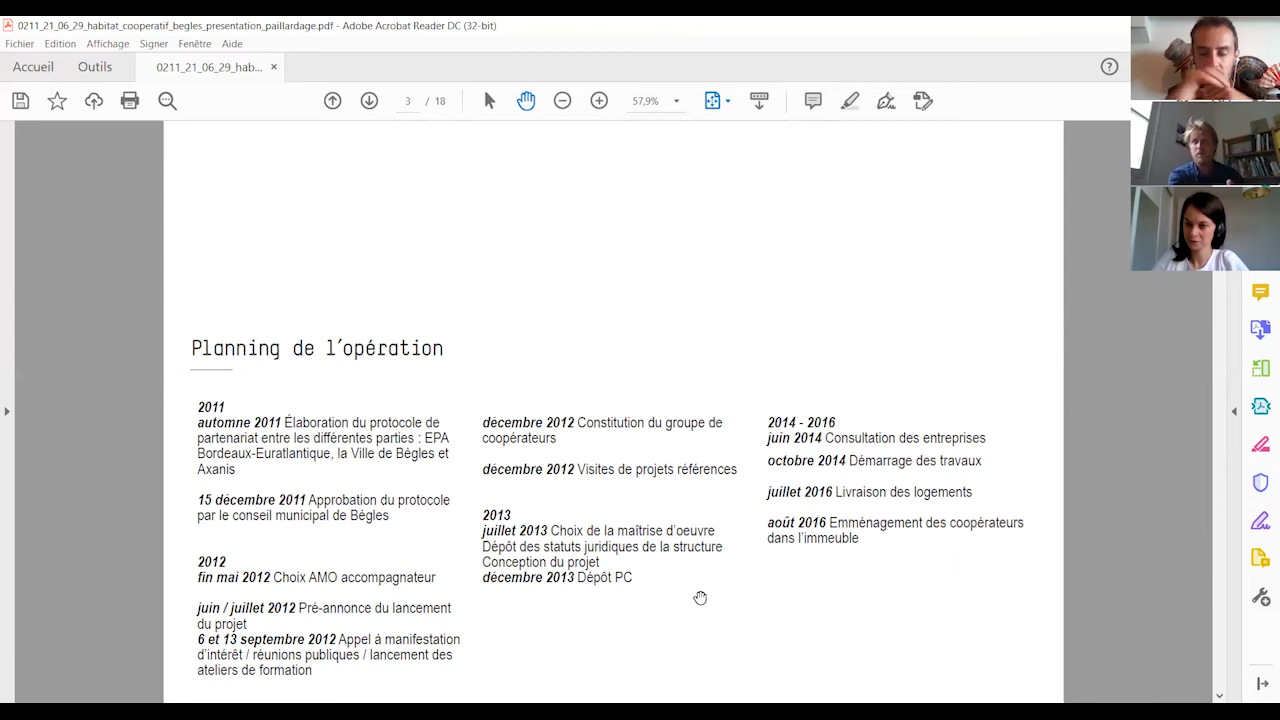 0211_21_06_29_habitat_cooperatif_begles_presentation_paillardage.pdf - Adobe Acrobat Reader DC (32-bit)
Fichier Edition Affichage Signer Fenêtre Aide
Accueil Outils 0211_21_06_29_hab... ×
3 / 18 57,9%
Planning de l'opération
2011
automne 2011 Élaboration du protocole de
partenariat entre les différentes parties : EPA
Bordeaux-Euratlantique, la Ville de Bègles et
Axanis
15 décembre 2011 Approbation du protocole
par le conseil municipal de Bègles
2012
fin mai 2012 Choix AMO accompagnateur
juin / juillet 2012 Pré-annonce du lancement
du projet
6 et 13 septembre 2012 Appel à manifestation
d'intérêt / réunions publiques / lancement des
ateliers de formation
décembre 2012 Constitution du groupe de
coopérateurs
décembre 2012 Visites de projets références
2013
juillet 2013 Choix de la maîtrise d'oeuvre
Dépôt des statuts juridiques de la structure
Conception du projet
décembre 2013 Dépôt PC
2014 - 2016
juin 2014 Consultation des entreprises
octobre 2014 Démarrage des travaux
juillet 2016 Livraison des logements
août 2016 Emménagement des coopérateurs
dans l'immeuble